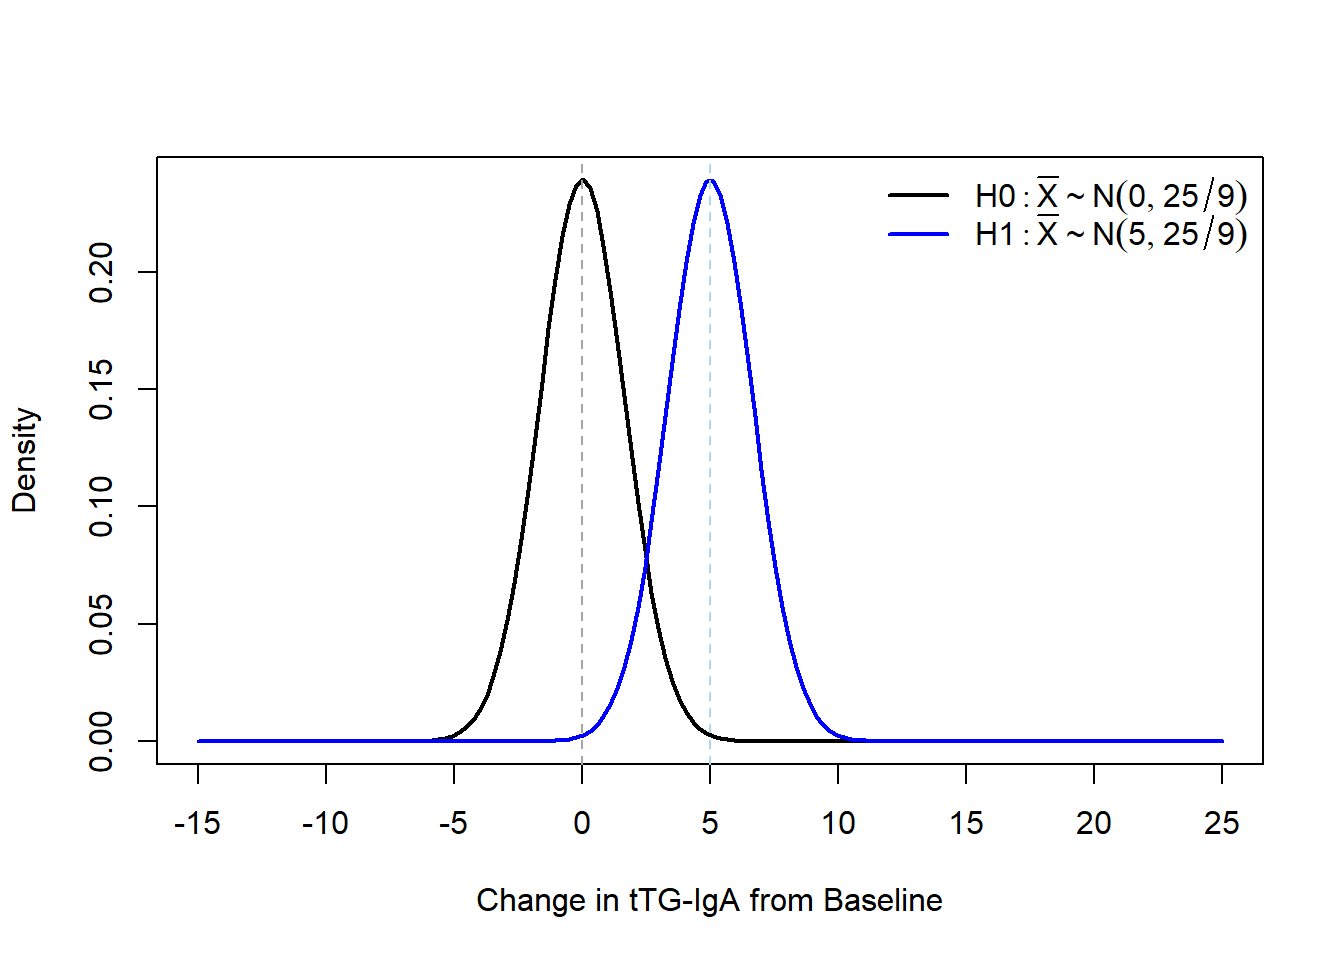 H0 : X̅ ~ N(0, 25/9)
H1 : X̅ ~ N(5, 25/9)
Density
0.20
0.15
0.10
0.05
0.00
-15 -10 -5 0 5 10 15 20 25
Change in tTG-IgA from Baseline